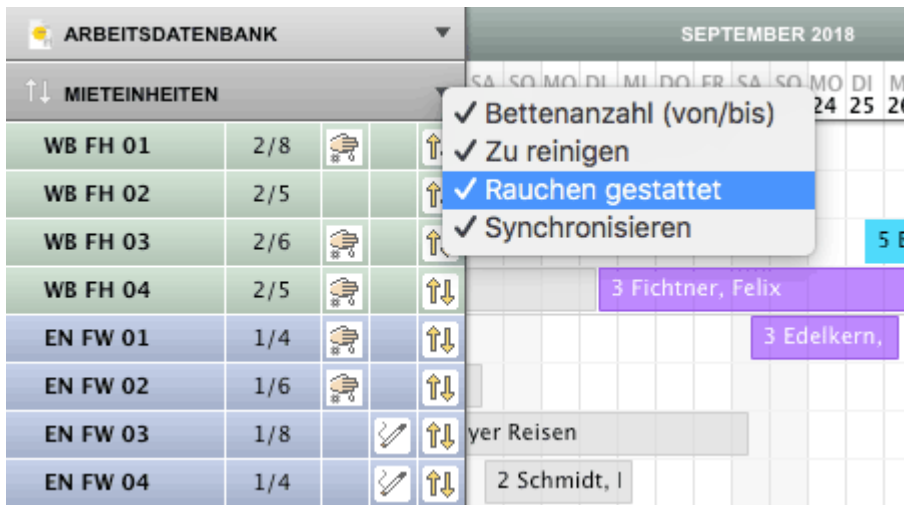 ARBEITSDATENBANK
SEPTEMBER 2018
MIETEINHEITEN
SA SO MO DI MI DO FR SA SO MO DI
24 25
Bettenanzahl (von/bis)
Zu reinigen
Rauchen gestattet
Synchronisieren
WB FH 01 2/8
WB FH 02 2/5
WB FH 03 2/6 5
WB FH 04 2/5 3 Fichtner, Felix
EN FW 01 1/4 3 Edelkern,
EN FW 02 1/6
EN FW 03 1/8 yer Reisen
EN FW 04 1/4 2 Schmidt,